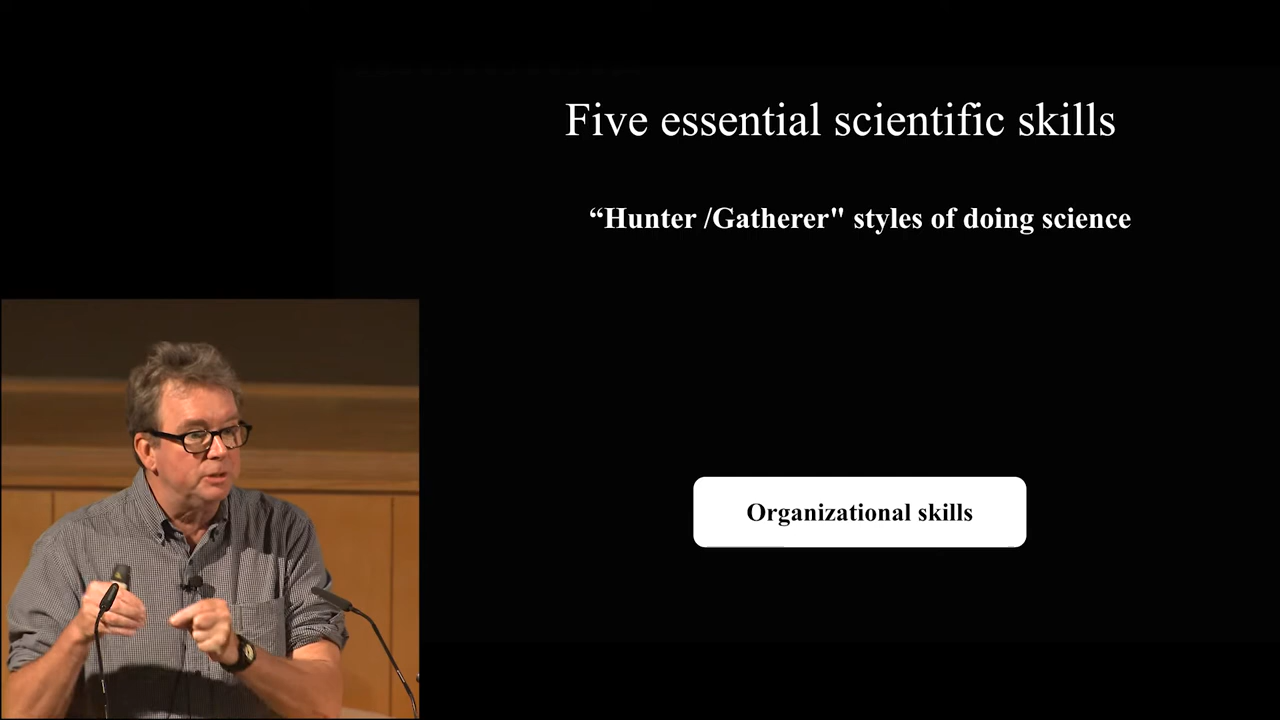 Five essential scientific skills
“Hunter /Gatherer" styles of doing science
Organizational skills